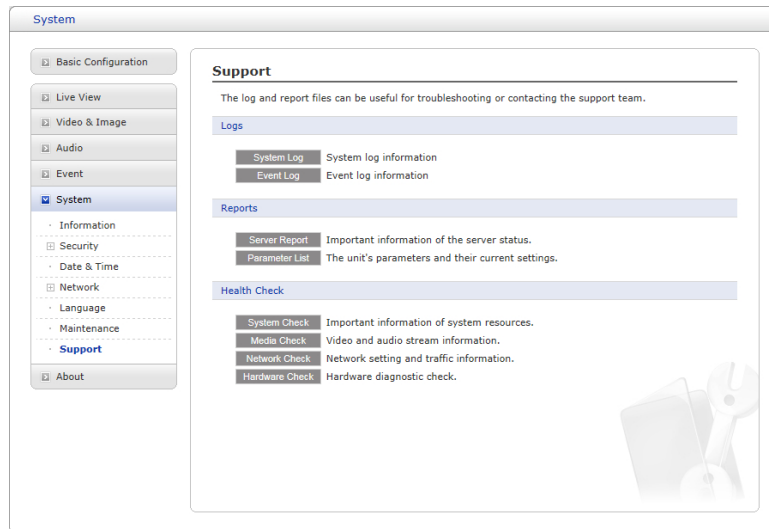 System
Basic Configuration
Live View
Video & Image
Audio
Event
System
Information
Security
Date & Time
Network
Language
Maintenance
Support
About
Support
The log and report files can be useful for troubleshooting or contacting the support team.
Logs
System Log System log information
Event Log Event log information
Reports
Server Report Important information of the server status.
Parameter List The unit's parameters and their current settings.
Health Check
System Check Important information of system resources.
Media Check Video and audio stream information.
Network Check Network setting and traffic information.
Hardware Check Hardware diagnostic check.